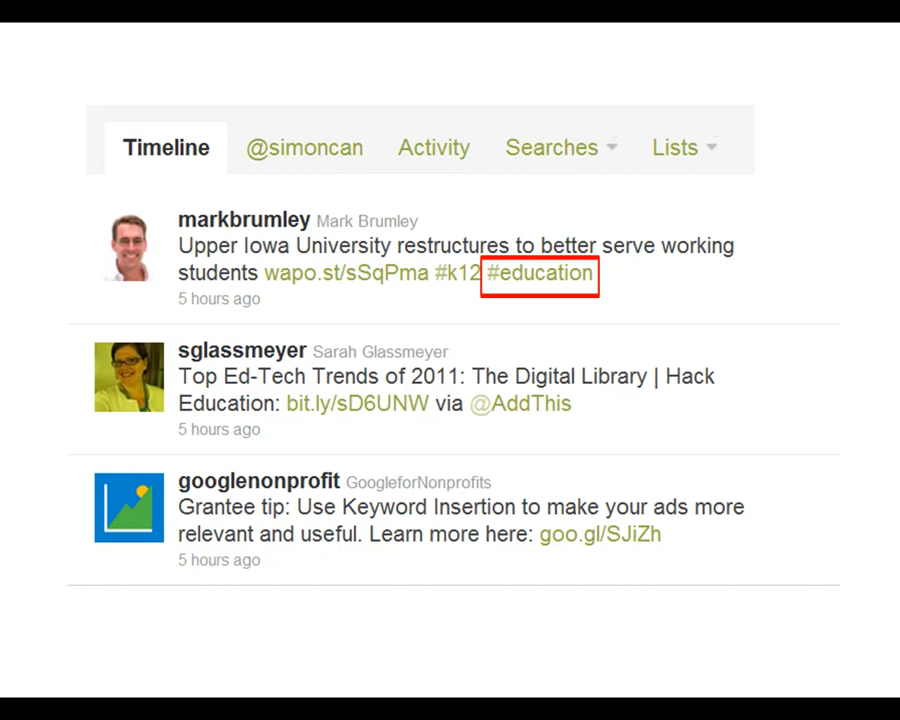 Timeline @simoncan Activity Searches Lists
markbrumley Mark Brumley
Upper Iowa University restructures to better serve working
students wapo.st/sSqPma #k12 #education
5 hours ago
sglassmeyer Sarah Glassmeyer
Top Ed-Tech Trends of 2011: The Digital Library | Hack
Education: bit.ly/sD6UNW via @AddThis
5 hours ago
googlenonprofit GoogleforNonprofits
Grantee tip: Use Keyword Insertion to make your ads more
relevant and useful. Learn more here: goo.gl/SJiZh
5 hours ago